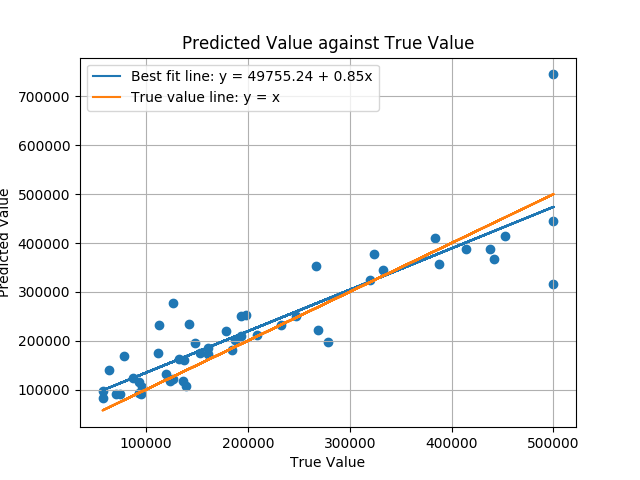 Predicted Value against True Value
Best fit line: y = 49755.24 + 0.85x
True value line: y = x
700000
600000
500000
400000
300000
200000
100000
Predicted Value
100000 200000 300000 400000 500000
True Value